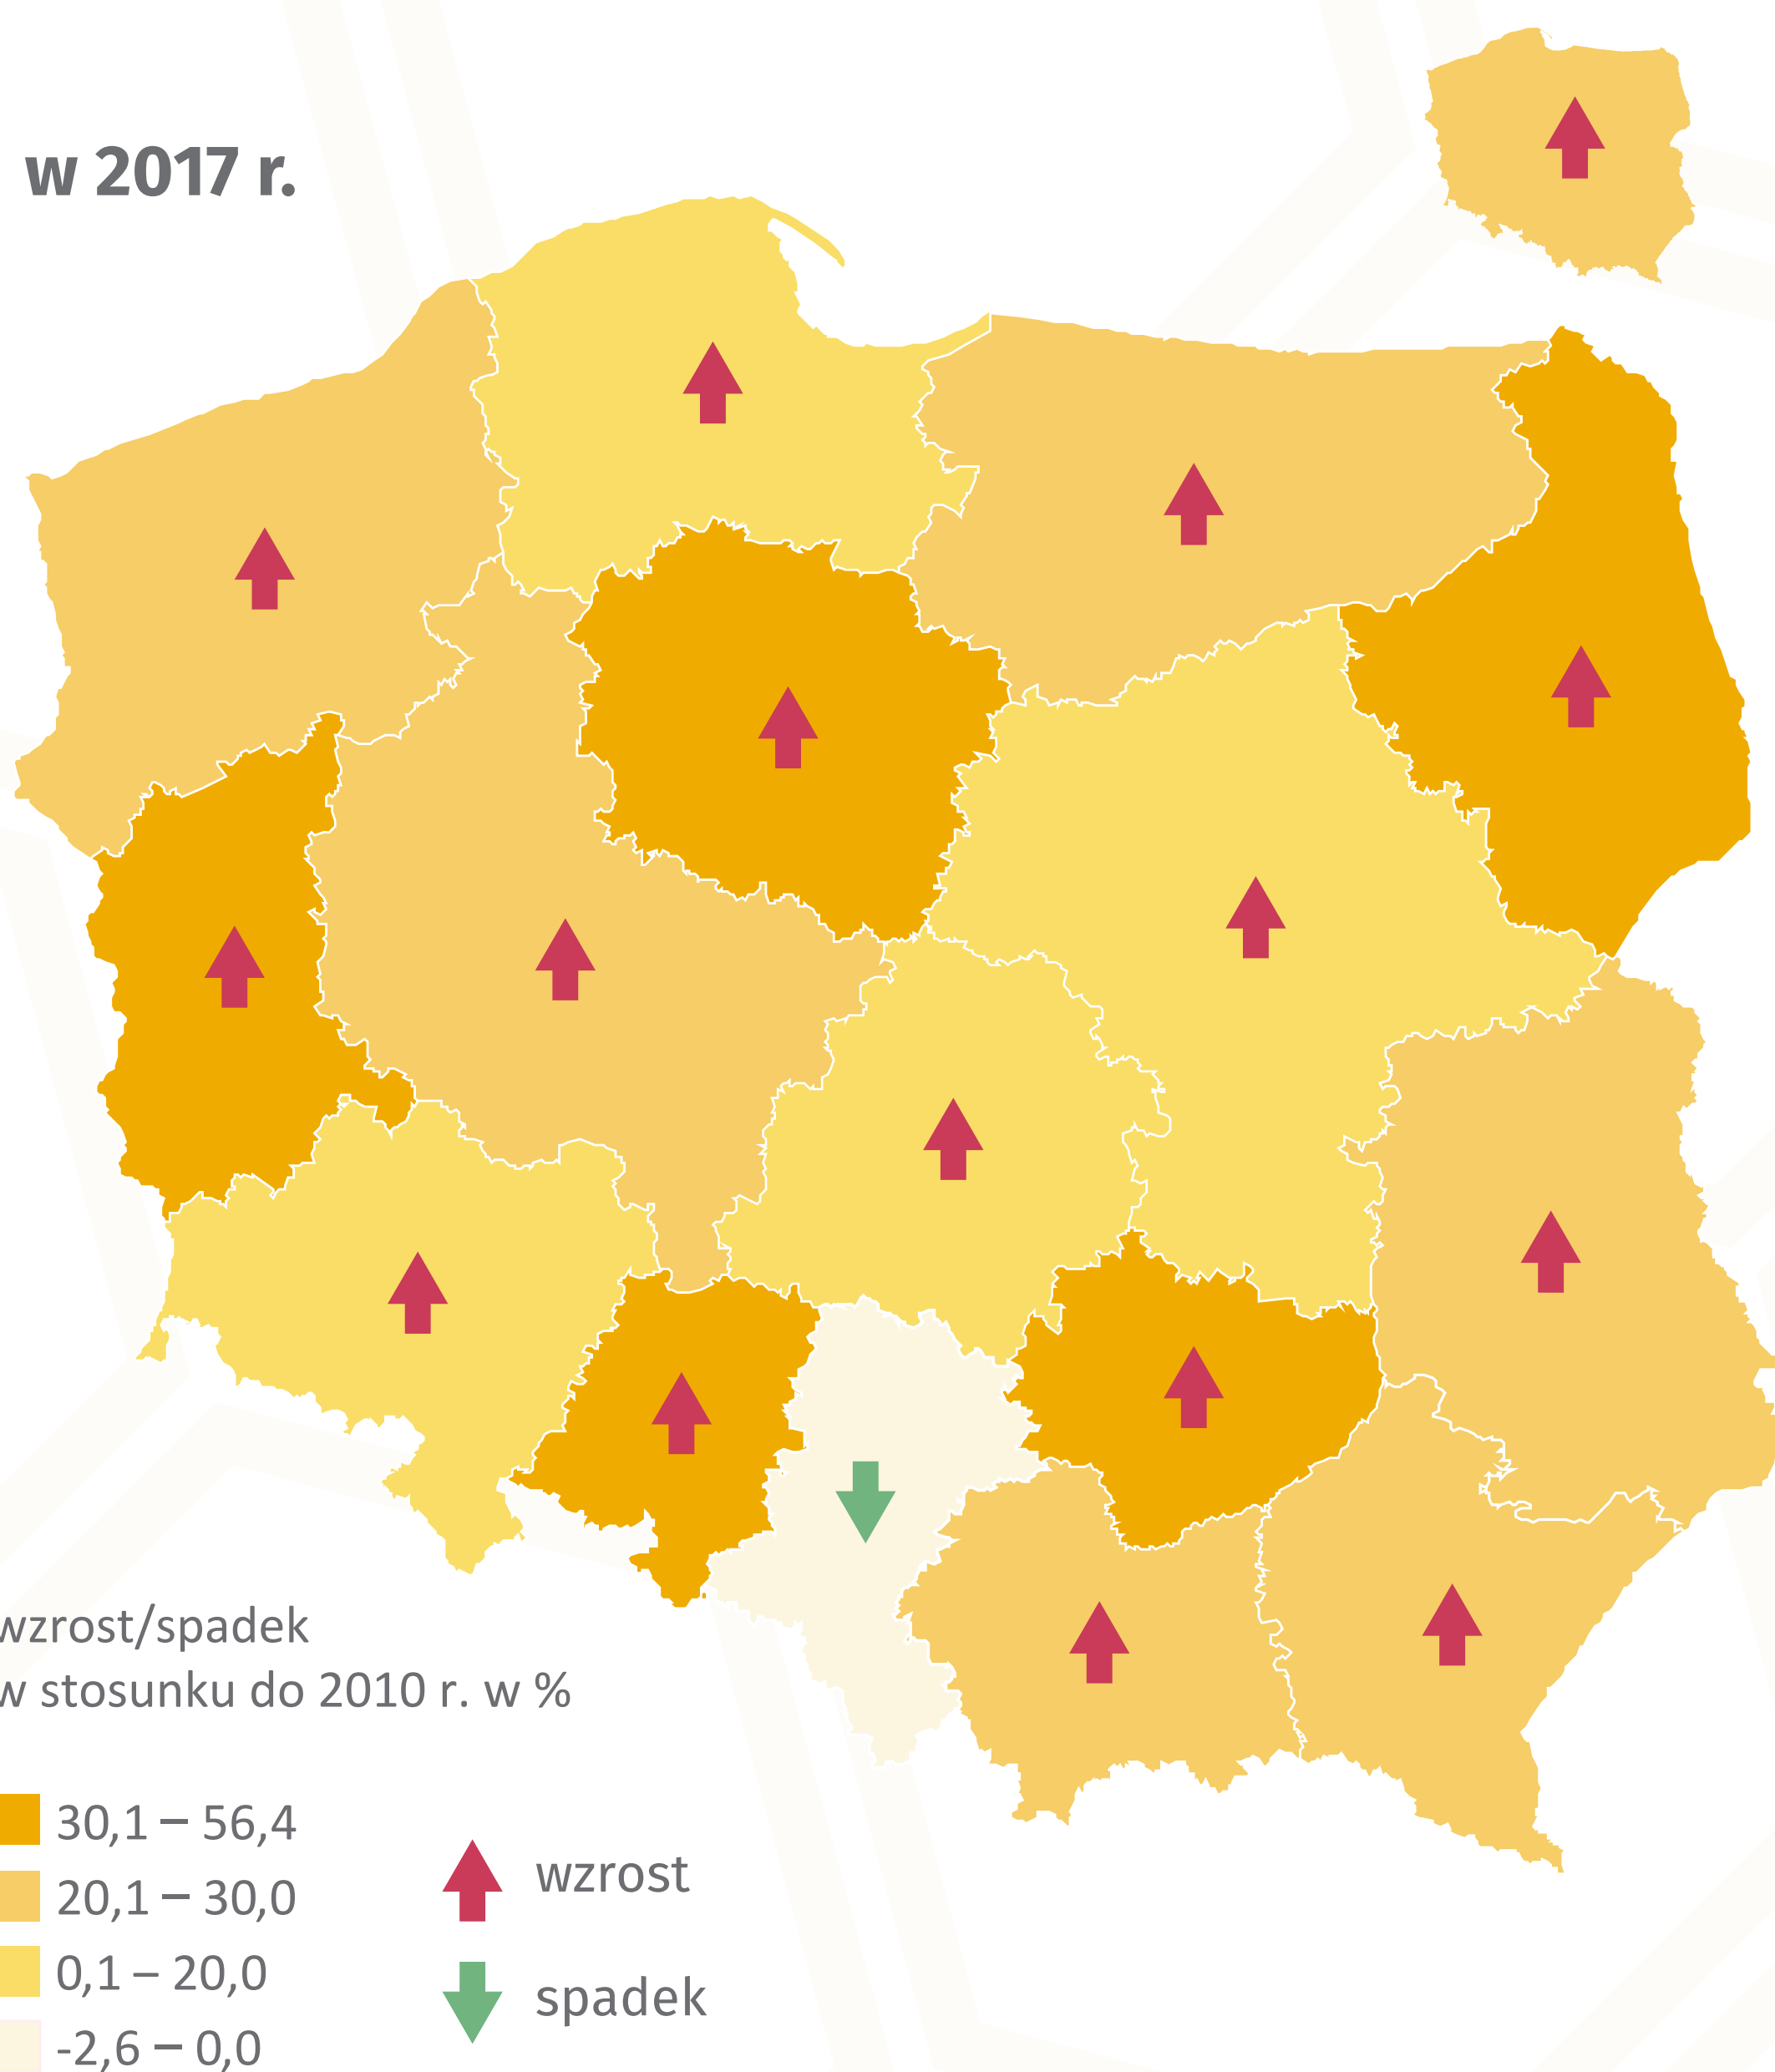 w 2017 r.
wzrost/spadek
w stosunku do 2010 r. w %
30,1 – 56,4
20,1 – 30,0
0,1 – 20,0
-2,6 – 0,0
wzrost
spadek